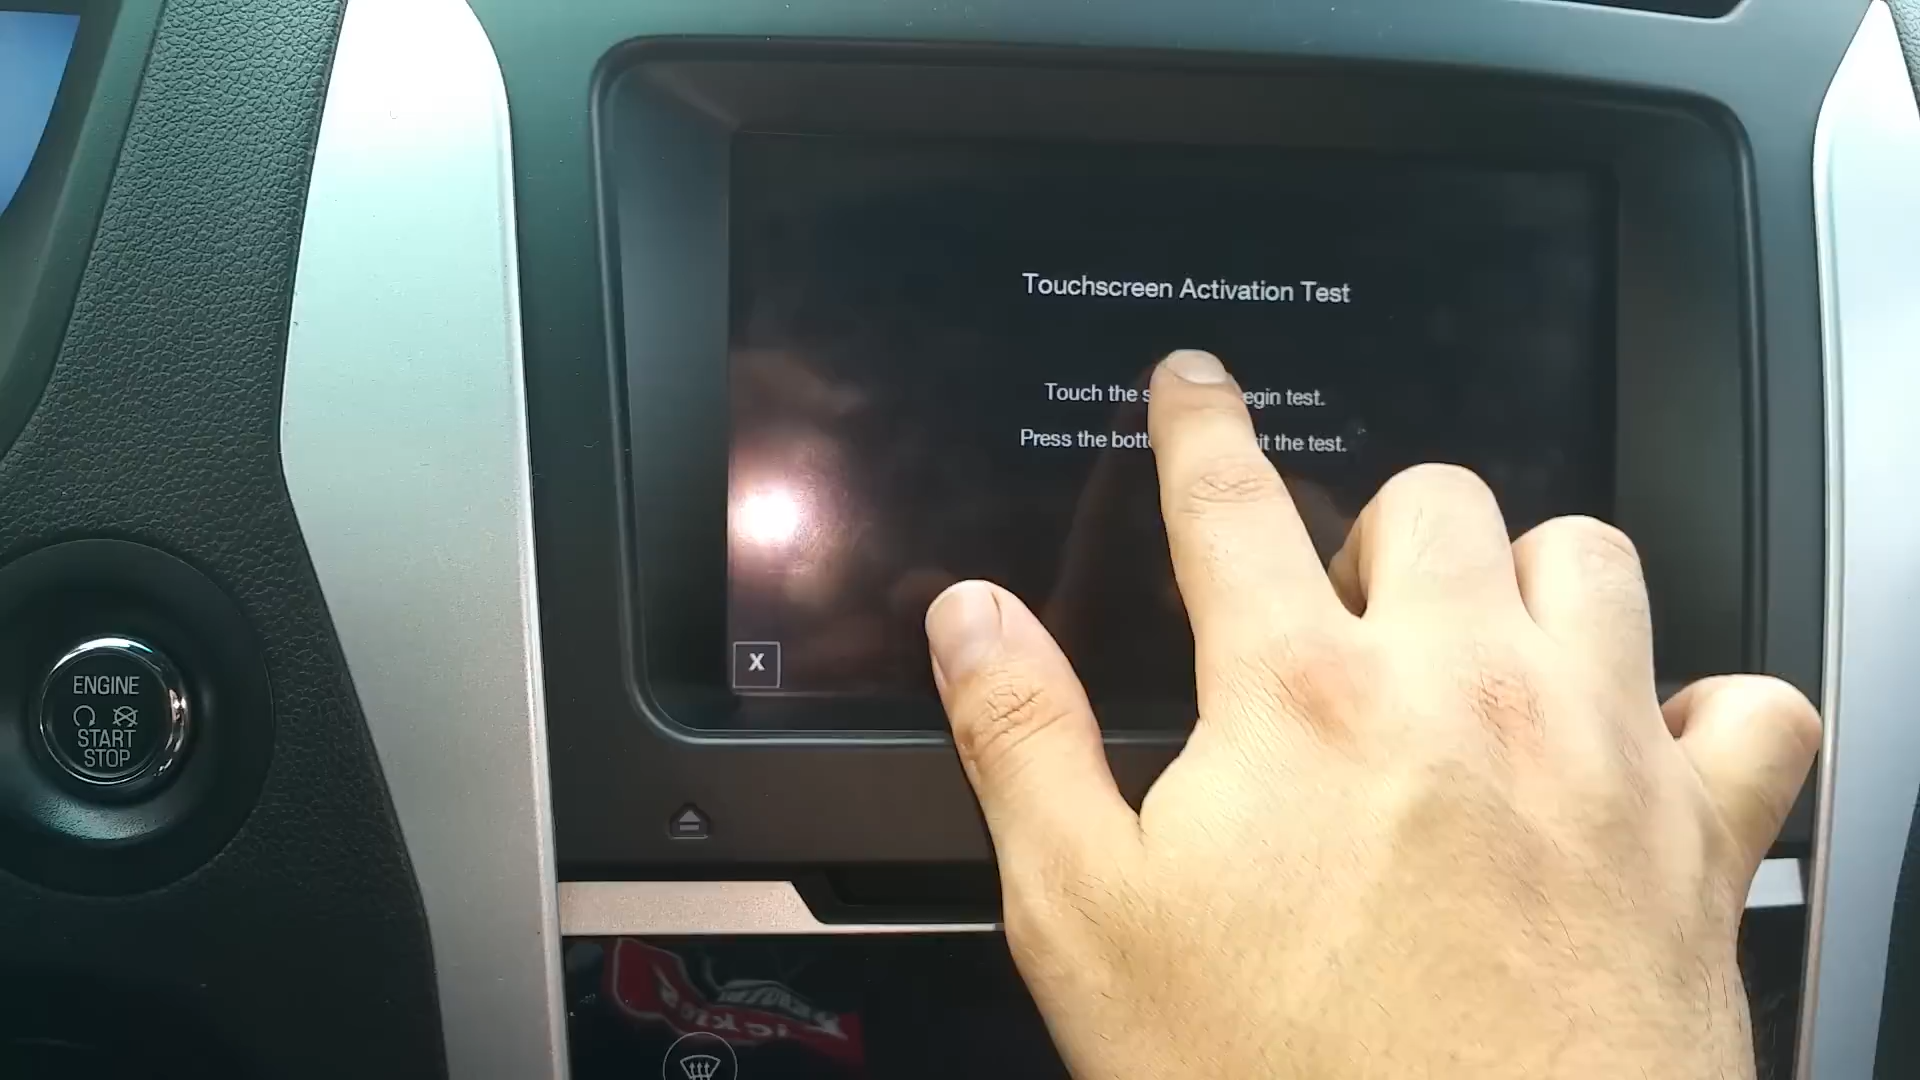 Touchscreen Activation Test
Touch the egin test.
Press the bott it the test.
X
ENGINE
START
STOP